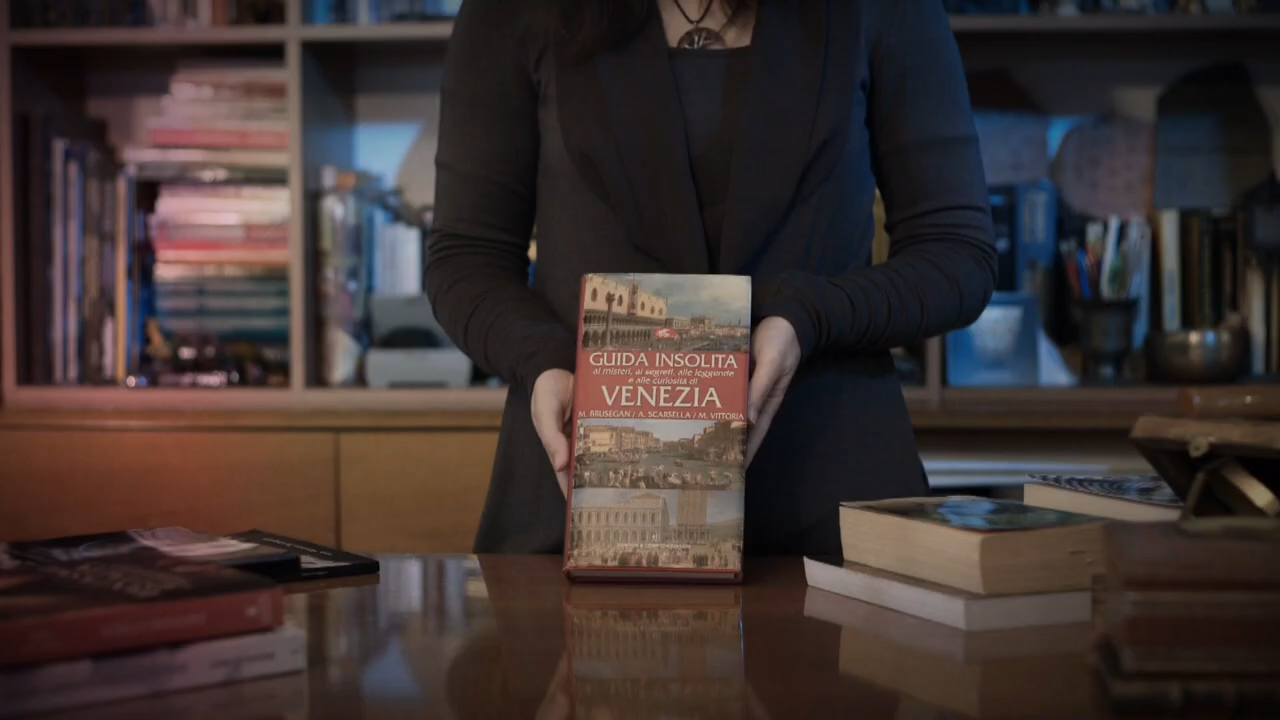 GUIDA INSOLITA
ai misteri, ai segreti, alle leggende
e alle curiosità di
VENEZIA
M. BRUSEGAN / A. SCARSELLA / M. VITTORIA